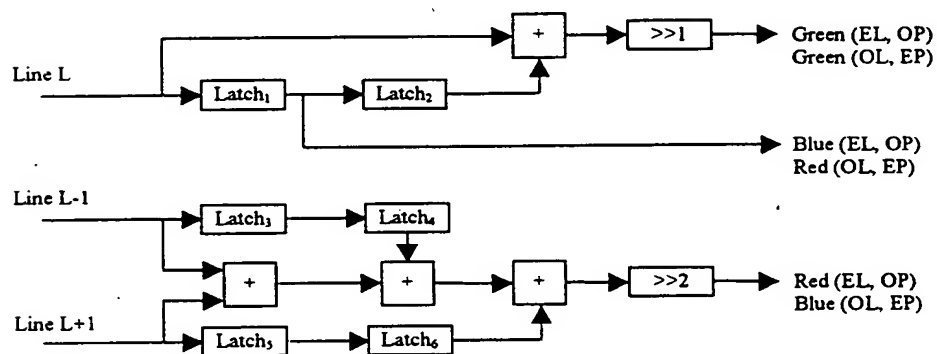 Line L
Latch₁
Latch₂
+
>>1
Green (EL, OP)
Green (OL, EP)
Blue (EL, OP)
Red (OL, EP)
Line L-1
Latch₃
Latch₄
+
+
+
>>2
Red (EL, OP)
Blue (OL, EP)
Line L+1
Latch₅
Latch₆